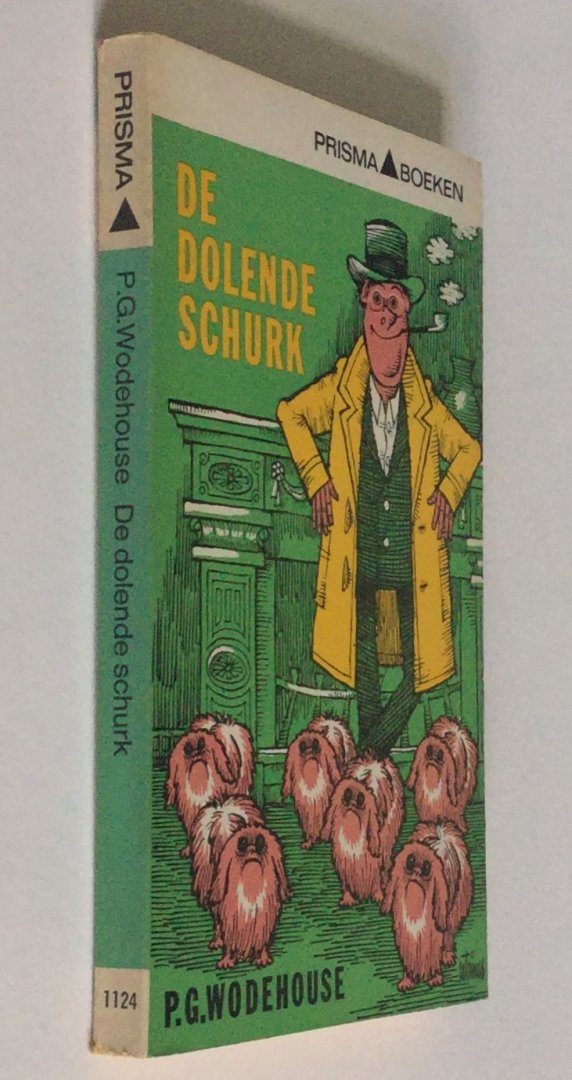 PRISMA
P.G.Wodehouse De dolende schurk
1124
PRISMA BOEKEN
DE
DOLENDE
SCHURK
P.G.WODEHOUSE